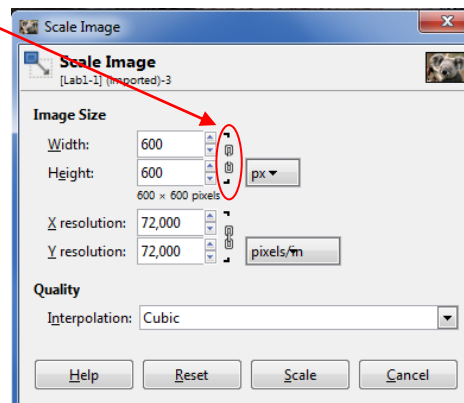 Scale Image
Scale Image
[Lab1-1] (imported)-3
Image Size
Width: 600
Height: 600 px
600 × 600 pixels
X resolution: 72,000
Y resolution: 72,000 pixels/in
Quality
Interpolation: Cubic
Help Reset Scale Cancel